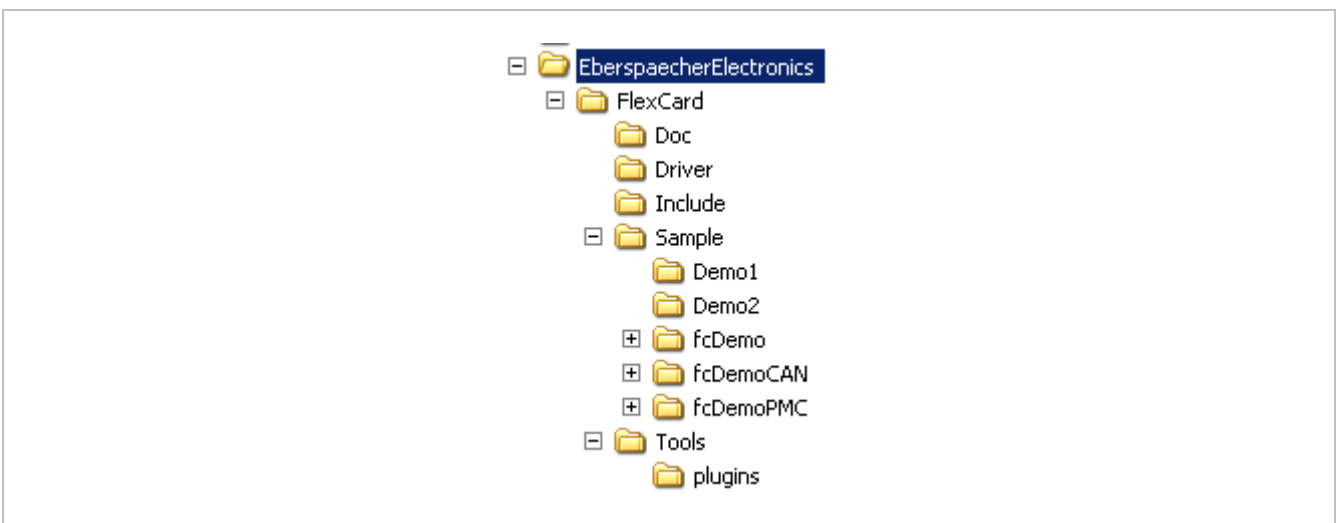 EberspaecherElectronics
FlexCard
Doc
Driver
Include
Sample
Demo1
Demo2
fcDemo
fcDemoCAN
fcDemoPMC
Tools
plugins